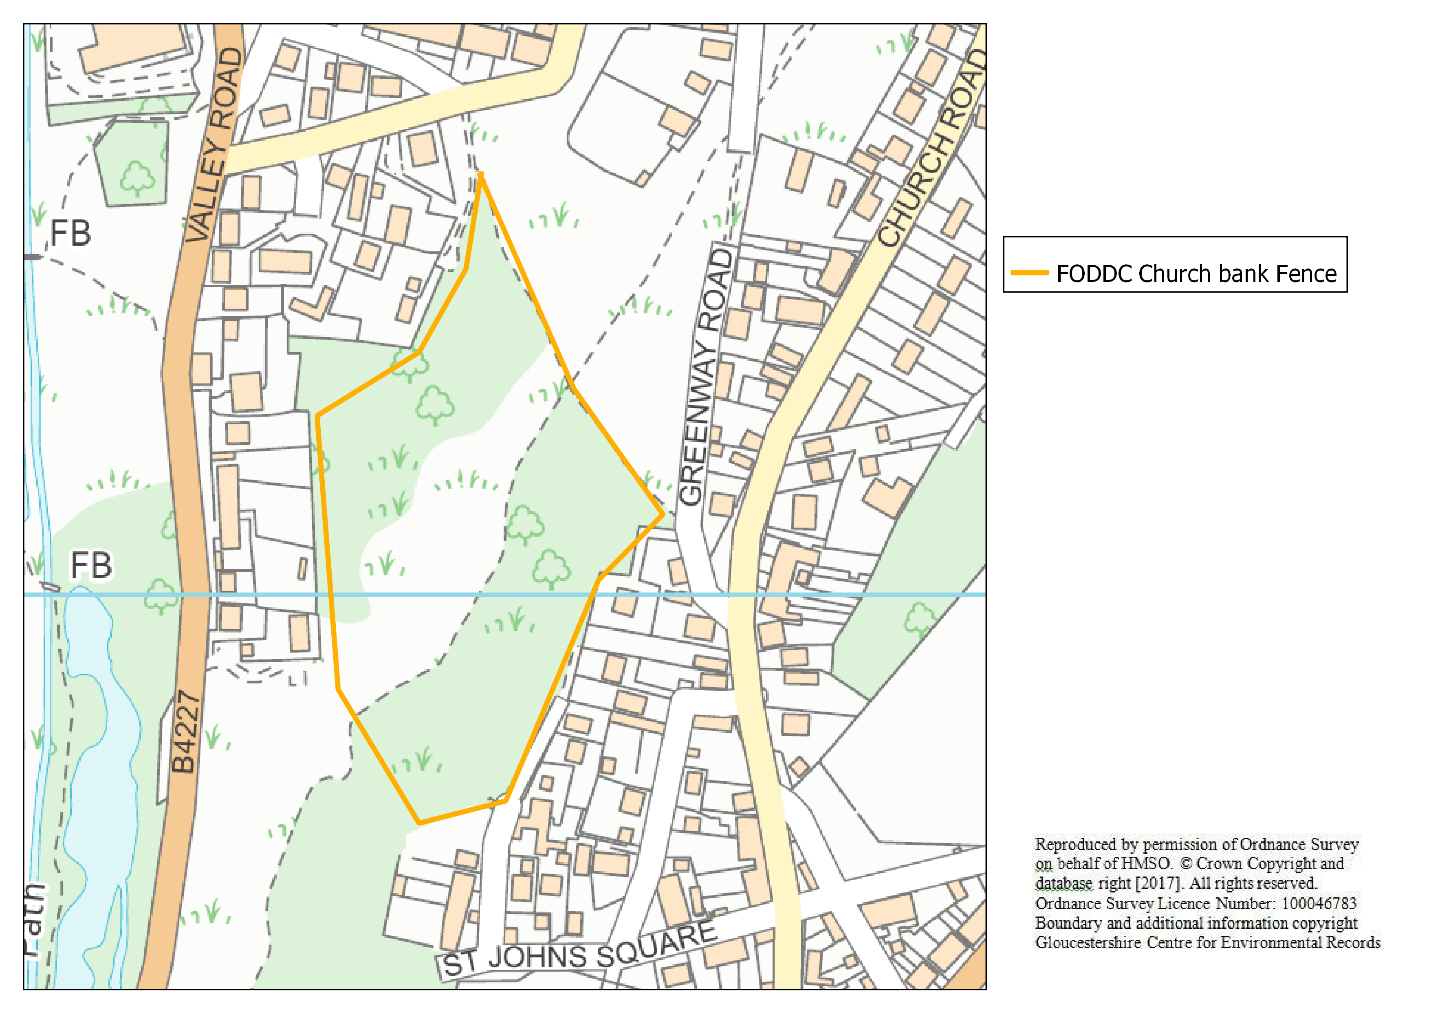 VALLEY ROAD
CHURCH ROAD
FB
GREENWAY ROAD
FODDC Church bank Fence
FB
B4227
Path
ST JOHNS SQUARE
Reproduced by permission of Ordnance Survey
on behalf of HMSO. © Crown Copyright and
database right [2017]. All rights reserved.
Ordnance Survey Licence Number: 100046783
Boundary and additional information copyright
Gloucestershire Centre for Environmental Records